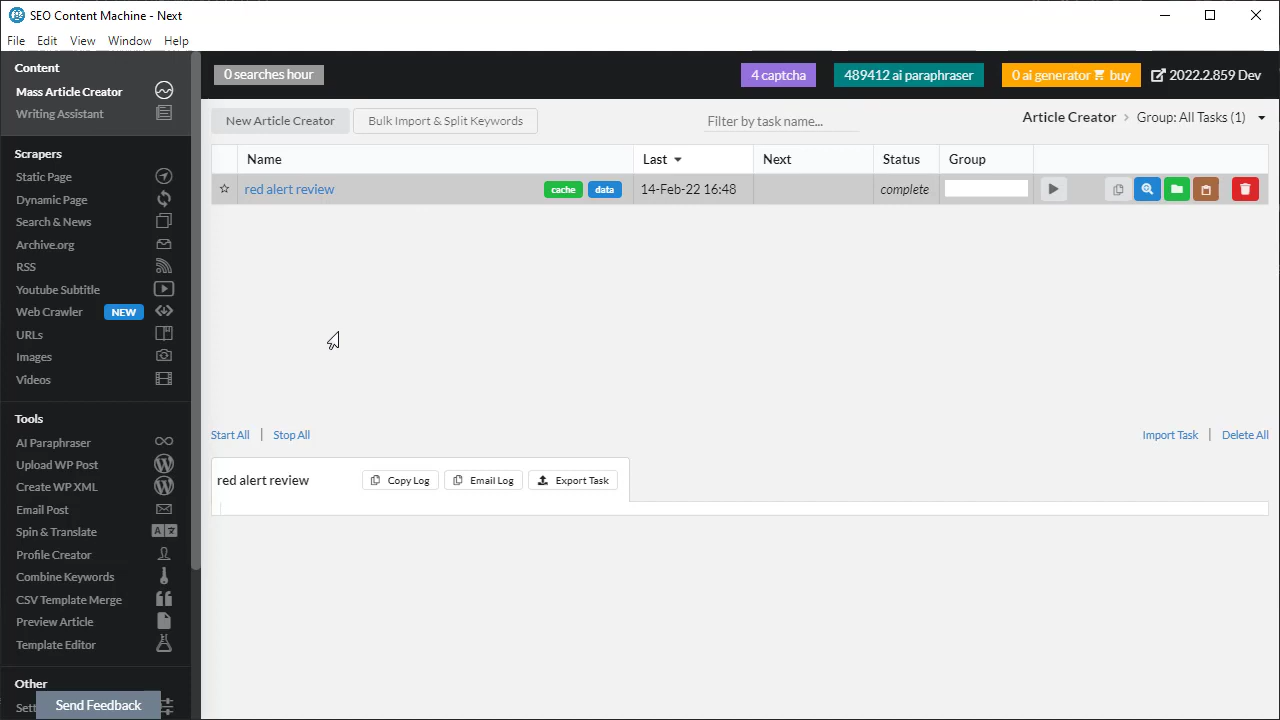 SEO Content Machine - Next
File Edit View Window Help
Content
Mass Article Creator
Writing Assistant
Scrapers
Static Page
Dynamic Page
Search & News
Archive.org
RSS
Youtube Subtitle
Web Crawler NEW
URLs
Images
Videos
Tools
AI Paraphraser
Upload WP Post
Create WP XML
Email Post
Spin & Translate
Profile Creator
Combine Keywords
CSV Template Merge
Preview Article
Template Editor
Other
Send Feedback
0 searches hour
4 captcha
489412 ai paraphraser
0 ai generator buy
2022.2.859 Dev
New Article Creator
Bulk Import & Split Keywords
Filter by task name...
Article Creator > Group: All Tasks (1)
Name Last Next Status Group
red alert review cache data 14-Feb-22 16:48 complete
Start All | Stop All
Import Task | Delete All
red alert review
Copy Log
Email Log
Export Task